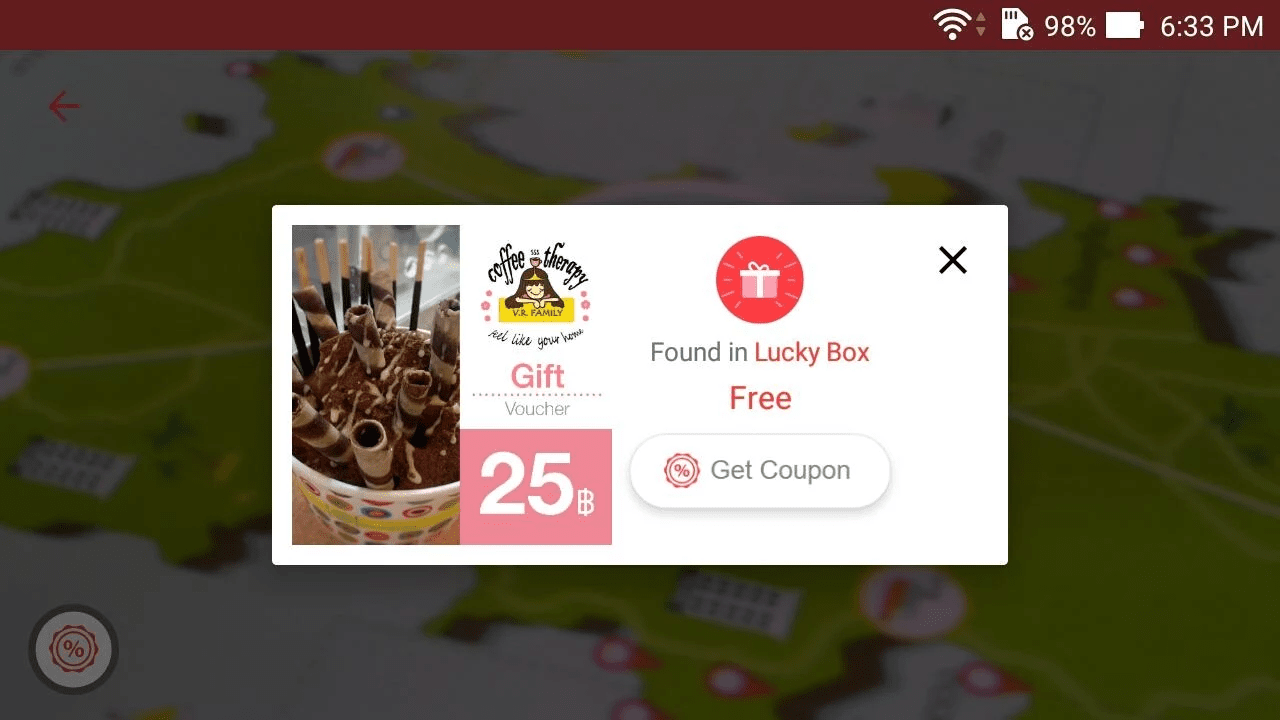 98% 6:33 PM
coffee therapy
V.R. FAMILY
feel like your home
Gift
Voucher
25฿
Found in Lucky Box
Free
% Get Coupon
%